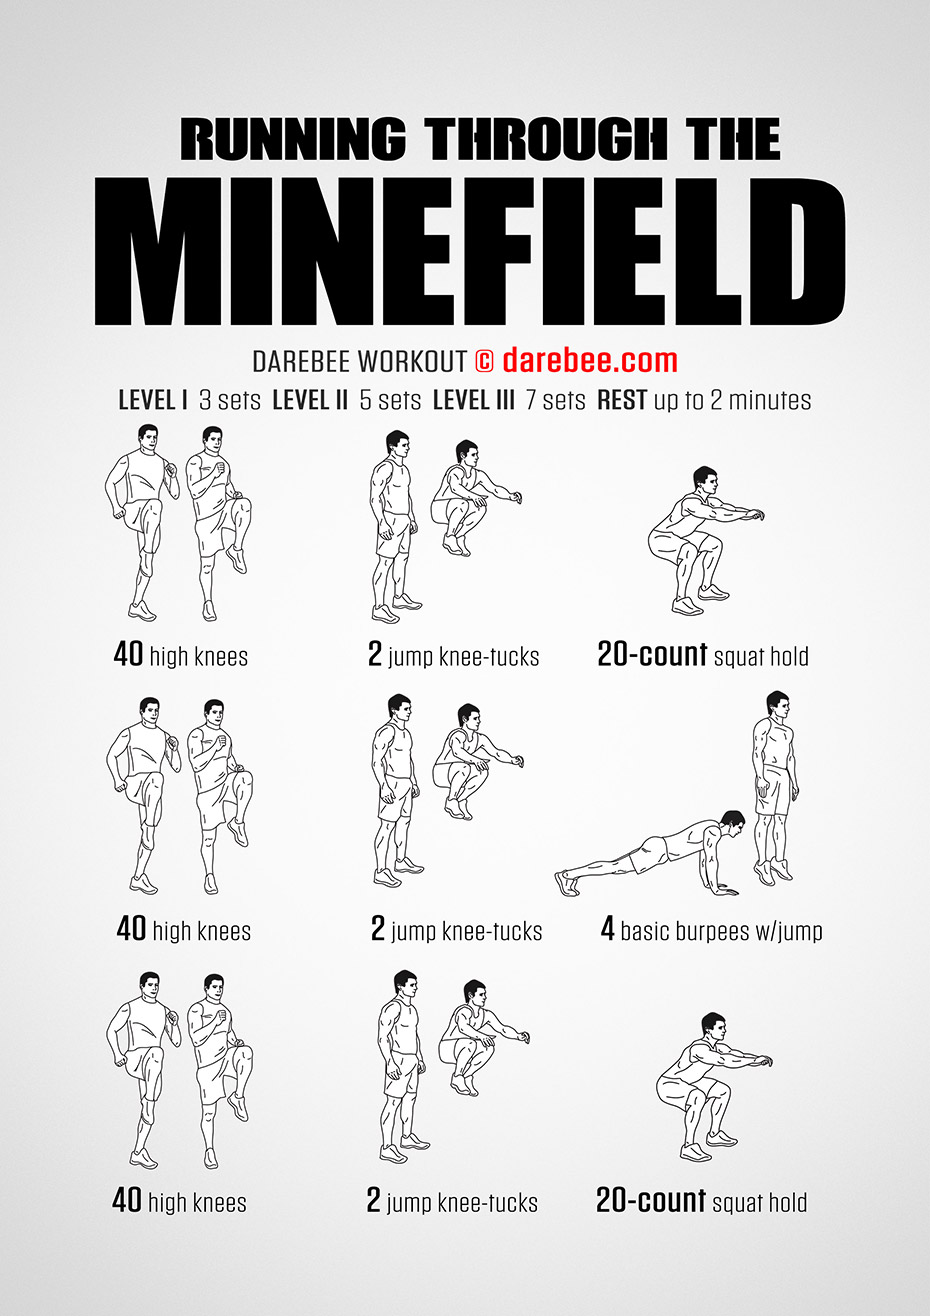 RUNNING THROUGH THE
MINEFIELD
DAREBEE WORKOUT © darebee.com
LEVEL I 3 sets LEVEL II 5 sets LEVEL III 7 sets REST up to 2 minutes
40 high knees
2 jump knee-tucks
20-count squat hold
40 high knees
2 jump knee-tucks
4 basic burpees w/jump
40 high knees
2 jump knee-tucks
20-count squat hold